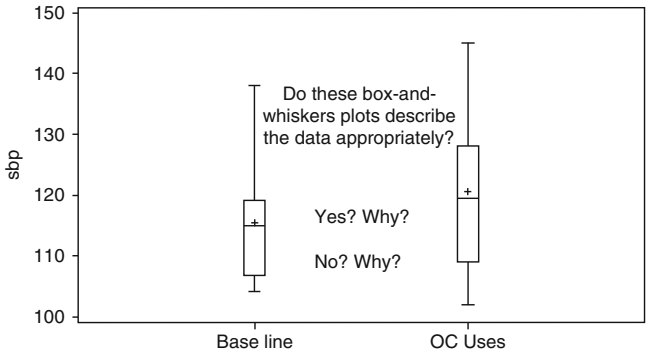 150
140
130
120
110
100
sbp
Do these box-and-
whiskers plots describe
the data appropriately?
Yes? Why?
No? Why?
Base line
OC Uses